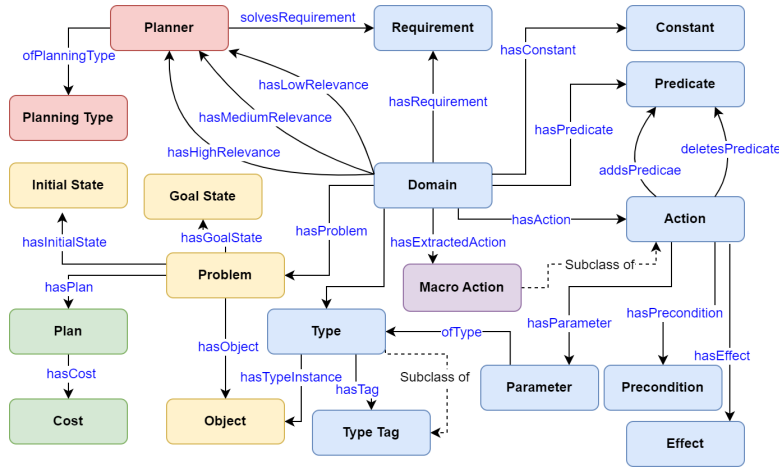 Planner
solvesRequirement
Requirement
hasConstant
Constant
ofPlanningType
hasLowRelevance
hasRequirement
Predicate
Planning Type
hasMediumRelevance
hasPredicate
hasHighRelevance
addsPredicae
deletesPredicate
Initial State
Goal State
Domain
hasInitialState
hasGoalState
hasProblem
hasExtractedAction
hasAction
Action
Problem
Macro Action
Subclass of
hasPlan
Plan
hasObject
Type
ofType
hasParameter
hasPrecondition
hasCost
hasTypeInstance
hasTag
Subclass of
hasEffect
Parameter
Precondition
Cost
Object
Type Tag
Effect